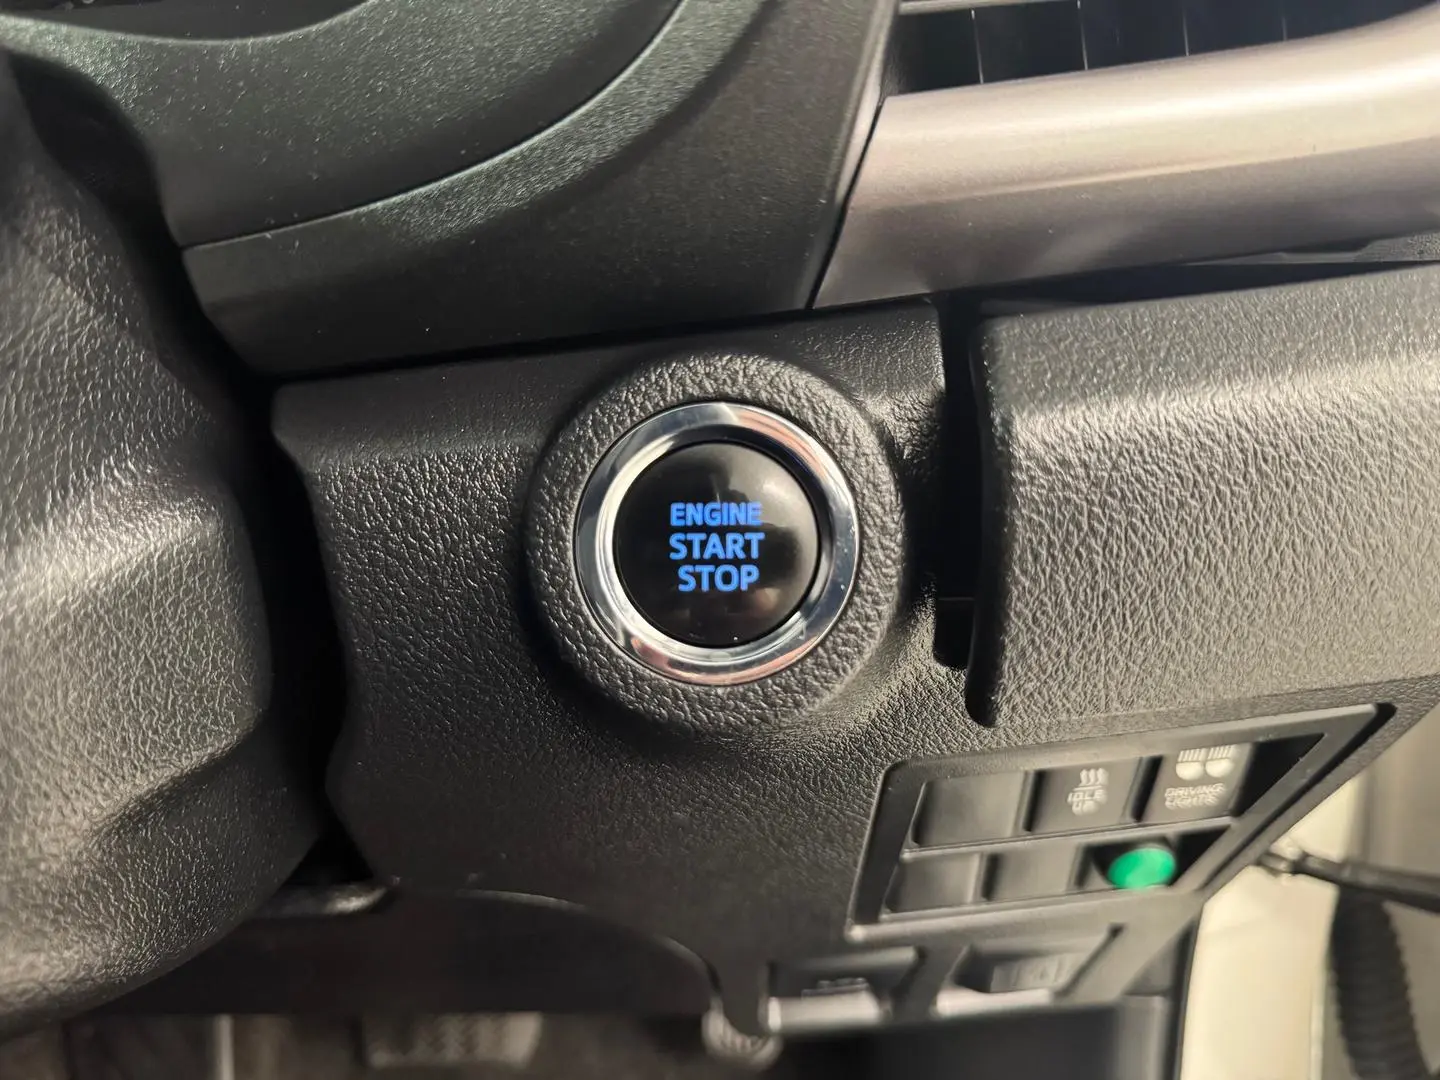 ENGINE
START
STOP
IDLE
UP
DRIVING
LIGHTS